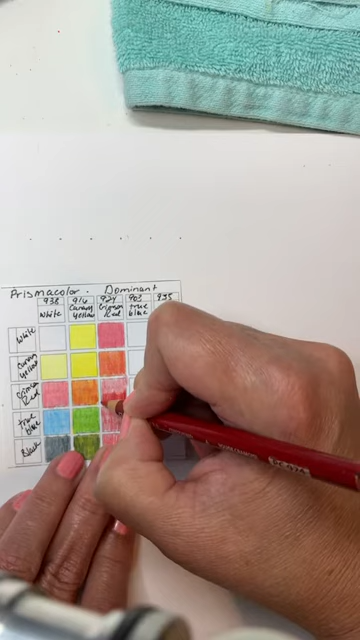 Prismacolor. Dominant
938 916 924 903 935
White Canary yellow Crimson Red true blue
White
Canary yellow
Crimson Red
true blue
Black
PC924